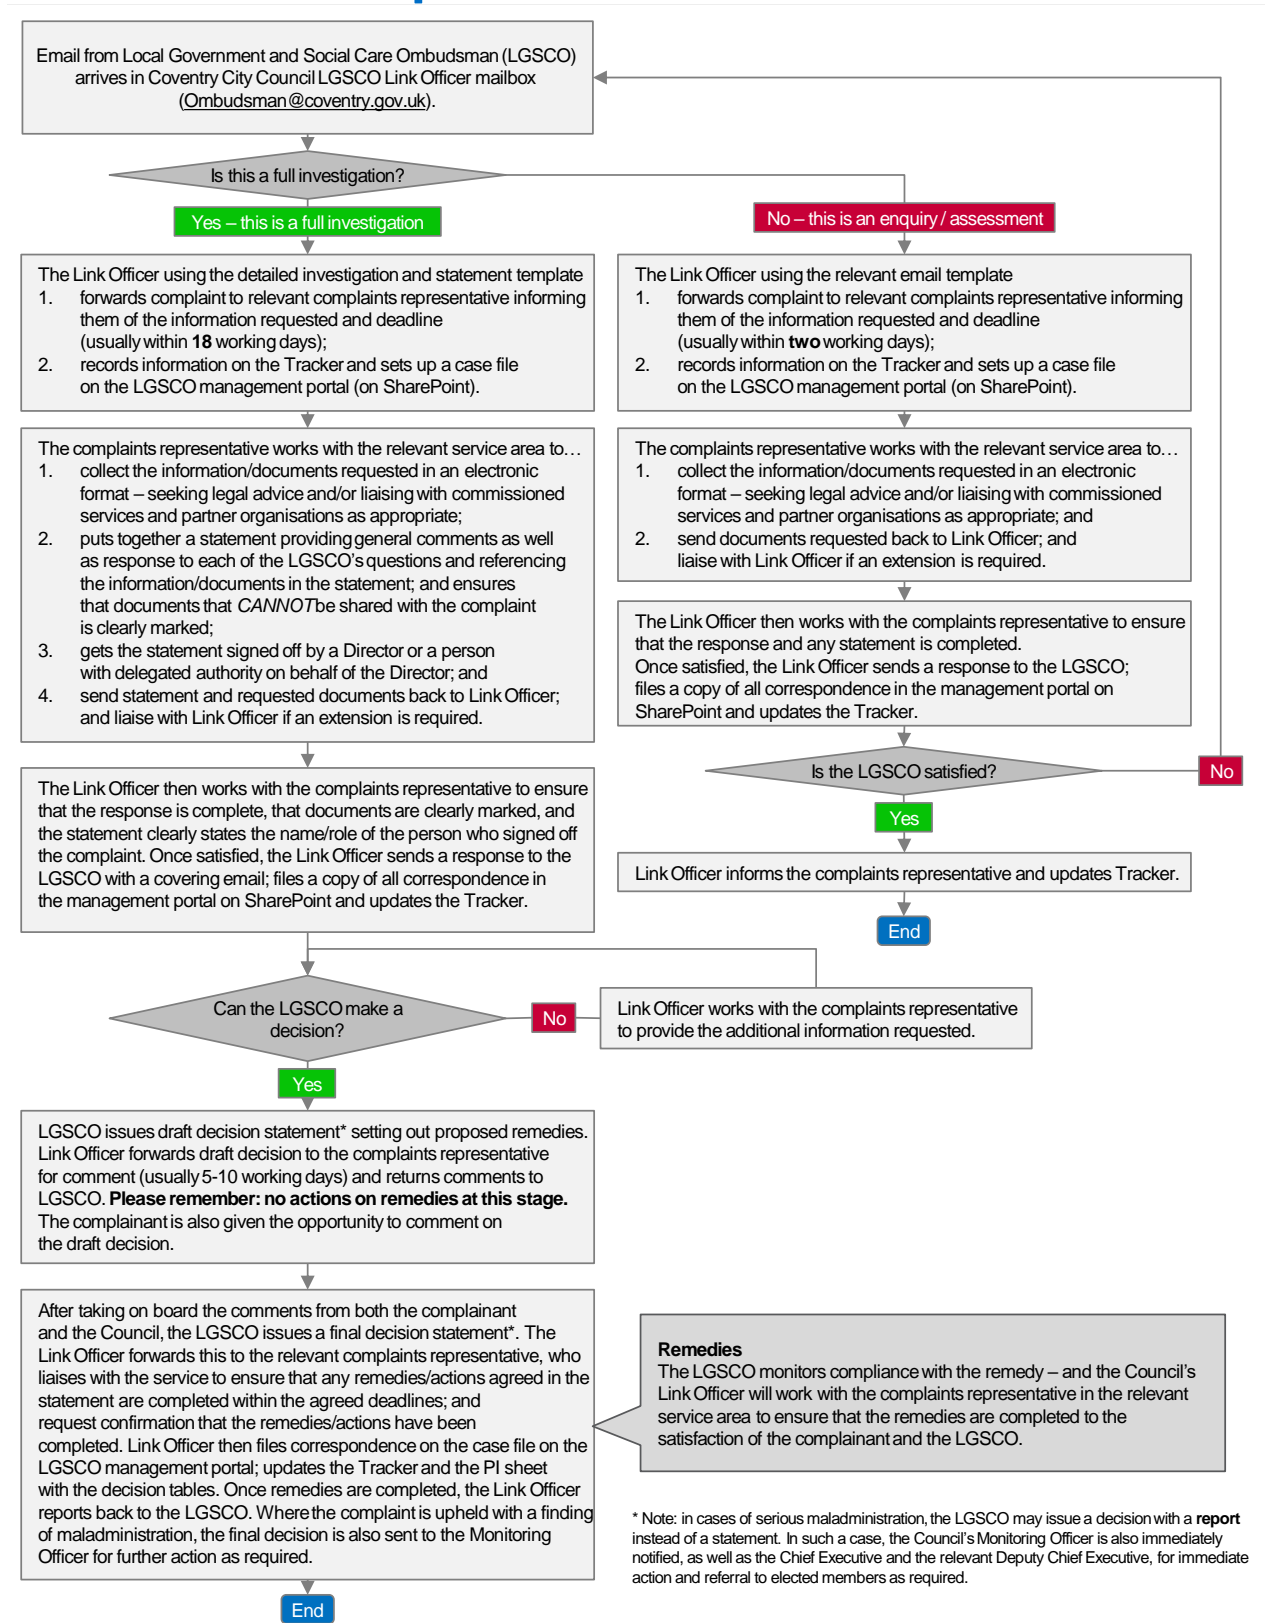 Email from Local Government and Social Care Ombudsman (LGSCO)
arrives in Coventry City Council LGSCO Link Officer mailbox
(Ombudsman@coventry.gov.uk).
Is this a full investigation?
Yes – this is a full investigation
No – this is an enquiry / assessment
The Link Officer using the detailed investigation and statement template
1. forwards complaint to relevant complaints representative informing
them of the information requested and deadline
(usually within 18 working days);
2. records information on the Tracker and sets up a case file
on the LGSCO management portal (on SharePoint).
The Link Officer using the relevant email template
1. forwards complaint to relevant complaints representative informing
them of the information requested and deadline
(usually within two working days);
2. records information on the Tracker and sets up a case file
on the LGSCO management portal (on SharePoint).
The complaints representative works with the relevant service area to…
1. collect the information/documents requested in an electronic
format – seeking legal advice and/or liaising with commissioned
services and partner organisations as appropriate;
2. puts together a statement providing general comments as well
as response to each of the LGSCO's questions and referencing
the information/documents in the statement; and ensures
that documents that CANNOT be shared with the complaint
is clearly marked;
3. gets the statement signed off by a Director or a person
with delegated authority on behalf of the Director; and
4. send statement and requested documents back to Link Officer;
and liaise with Link Officer if an extension is required.
The complaints representative works with the relevant service area to…
1. collect the information/documents requested in an electronic
format – seeking legal advice and/or liaising with commissioned
services and partner organisations as appropriate; and
2. send documents requested back to Link Officer; and
liaise with Link Officer if an extension is required.
The Link Officer then works with the complaints representative to ensure
that the response and any statement is completed.
Once satisfied, the Link Officer sends a response to the LGSCO;
files a copy of all correspondence in the management portal on
SharePoint and updates the Tracker.
Is the LGSCO satisfied?
No
Yes
Link Officer informs the complaints representative and updates Tracker.
End
The Link Officer then works with the complaints representative to ensure
that the response is complete, that documents are clearly marked, and
the statement clearly states the name/role of the person who signed off
the complaint. Once satisfied, the Link Officer sends a response to the
LGSCO with a covering email; files a copy of all correspondence in
the management portal on SharePoint and updates the Tracker.
Can the LGSCO make a
decision?
No
Link Officer works with the complaints representative
to provide the additional information requested.
Yes
LGSCO issues draft decision statement* setting out proposed remedies.
Link Officer forwards draft decision to the complaints representative
for comment (usually 5-10 working days) and returns comments to
LGSCO. Please remember: no actions on remedies at this stage.
The complainant is also given the opportunity to comment on
the draft decision.
After taking on board the comments from both the complainant
and the Council, the LGSCO issues a final decision statement*. The
Link Officer forwards this to the relevant complaints representative, who
liaises with the service to ensure that any remedies/actions agreed in the
statement are completed within the agreed deadlines; and
request confirmation that the remedies/actions have been
completed. Link Officer then files correspondence on the case file on the
LGSCO management portal; updates the Tracker and the PI sheet
with the decision tables. Once remedies are completed, the Link Officer
reports back to the LGSCO. Where the complaint is upheld with a finding
of maladministration, the final decision is also sent to the Monitoring
Officer for further action as required.
End
Remedies
The LGSCO monitors compliance with the remedy – and the Council's
Link Officer will work with the complaints representative in the relevant
service area to ensure that the remedies are completed to the
satisfaction of the complainant and the LGSCO.
* Note: in cases of serious maladministration, the LGSCO may issue a decision with a report
instead of a statement. In such a case, the Council's Monitoring Officer is also immediately
notified, as well as the Chief Executive and the relevant Deputy Chief Executive, for immediate
action and referral to elected members as required.